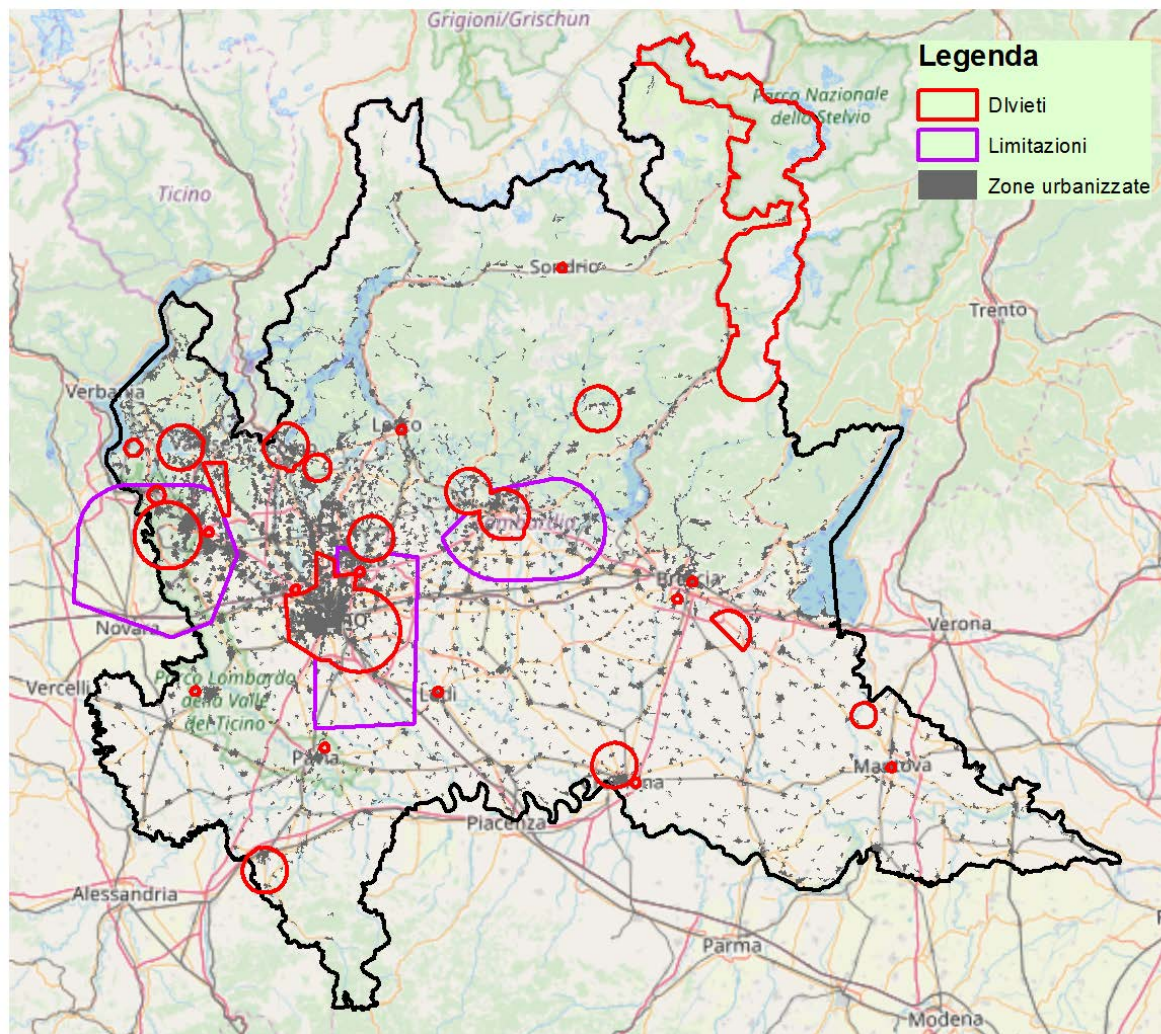 Grigioni/Grischun
Legenda
DIvieti
Limitazioni
Zone urbanizzate
Parco Nazionale
dello Stelvio
Ticino
Sondrio
Trento
Verbania
Lecco
Lombardia
Brescia
Novara
Verona
Vercelli
Parco Lombardo
della Valle
del Ticino
Lodi
Pavia
Mantova
Piacenza
Alessandria
Parma
Modena